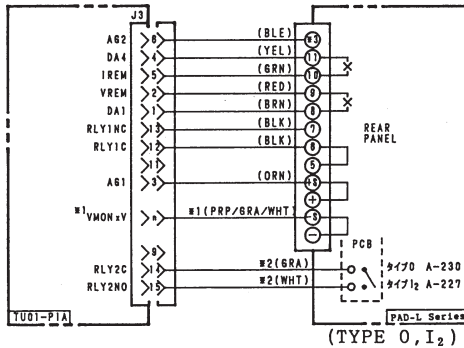 J3
AG2 8 (BLE) *3
DA4 4 (YEL) 11
IREM 5 (GRN) 10
VREM 2 (RED) 9
DA1 1 (BRN) 8
RLY1NC 13 (BLK) 7
RLY1C 12 (BLK) 6
11 5
AG1 3 (ORN) +S
+
*1 VMON×V n *1(PRP/GRA/WHT) -S
−
9
RLY2C 14 *2(GRA)
RLY2NO 15 *2(WHT)
REAR
PANEL
PCB
タイプ0 A-230
タイプI₂ A-227
TU01-PIA
PAD-L Series
(TYPE 0,I₂)